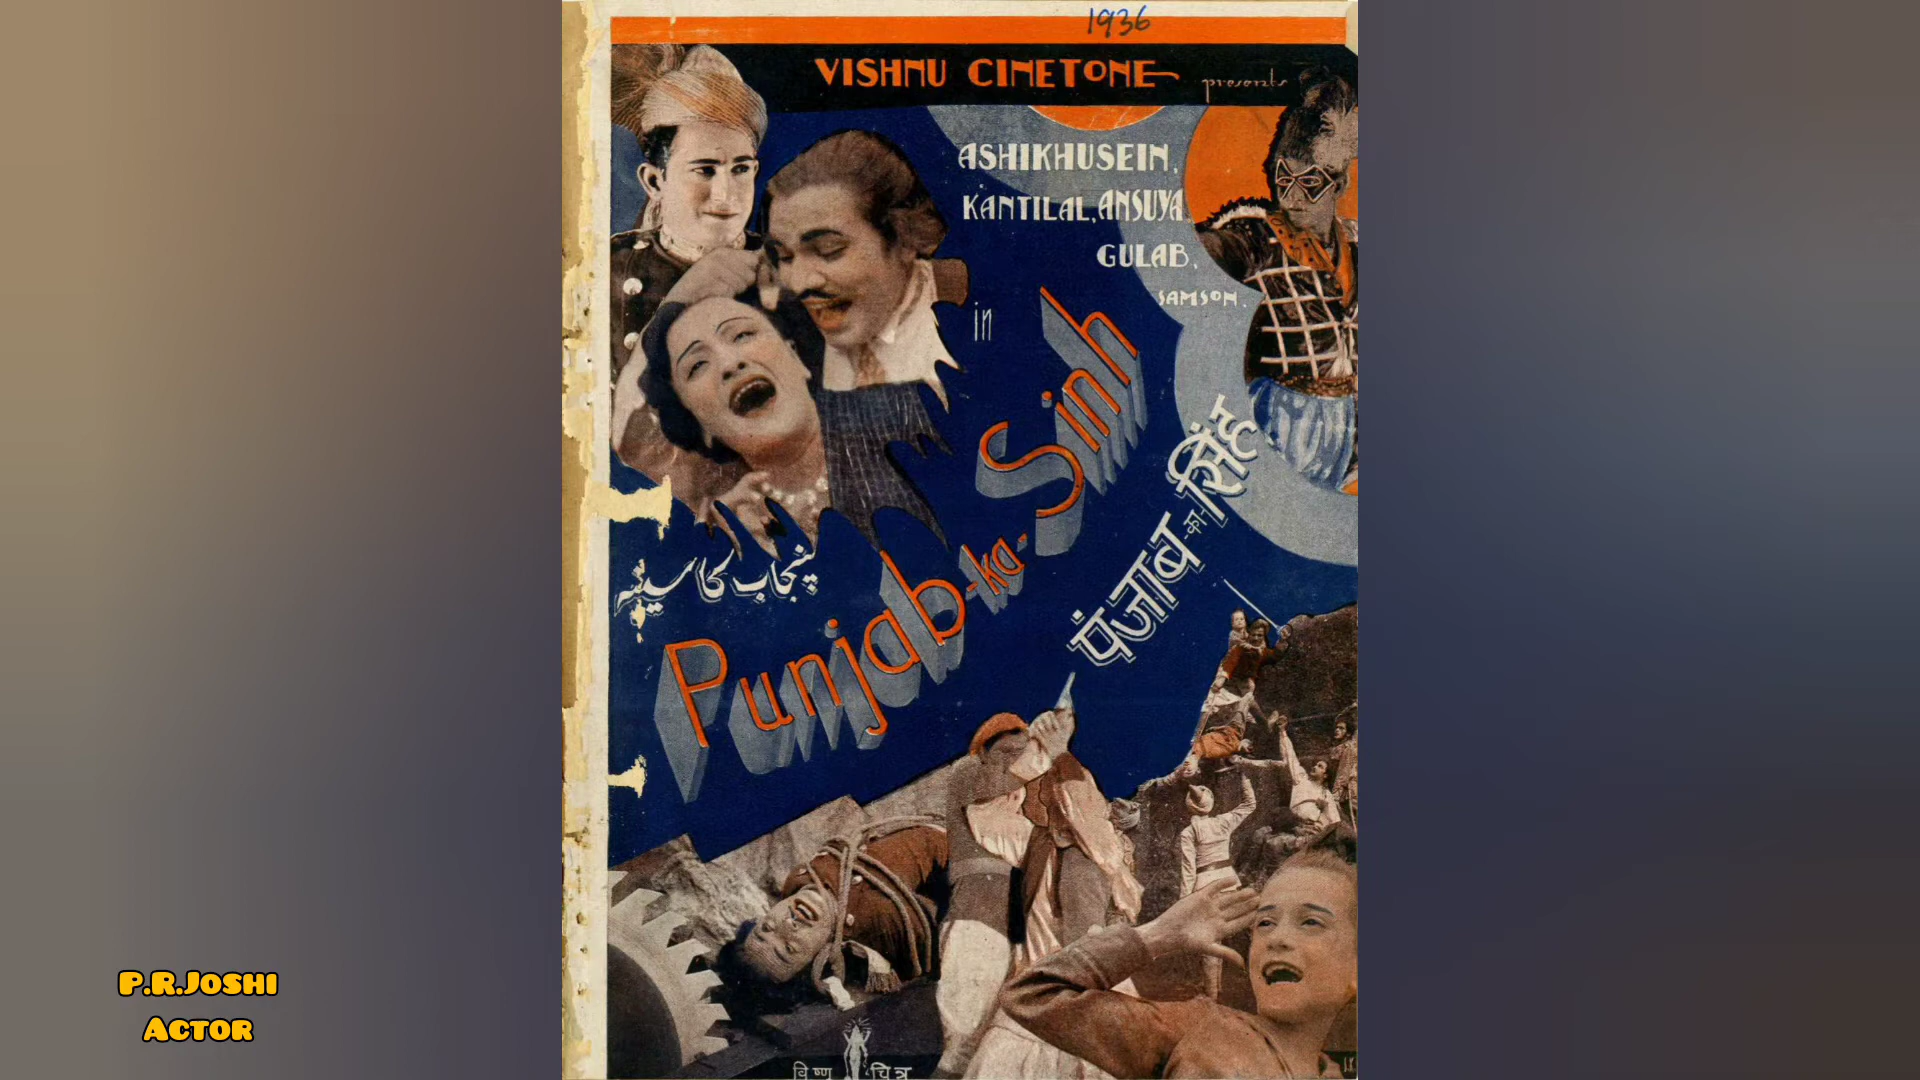 1936
VISHNU CINETONE presents
ASHIKHUSEIN,
KANTILAL, ANSUYA
GULAB,
SAMSON.
in
Punjab-ka-Sinh
पंजाब-का-सिंह
پنجاب کا سینہ
P.R.JOSHI
ACTOR
विष्णु चित्र